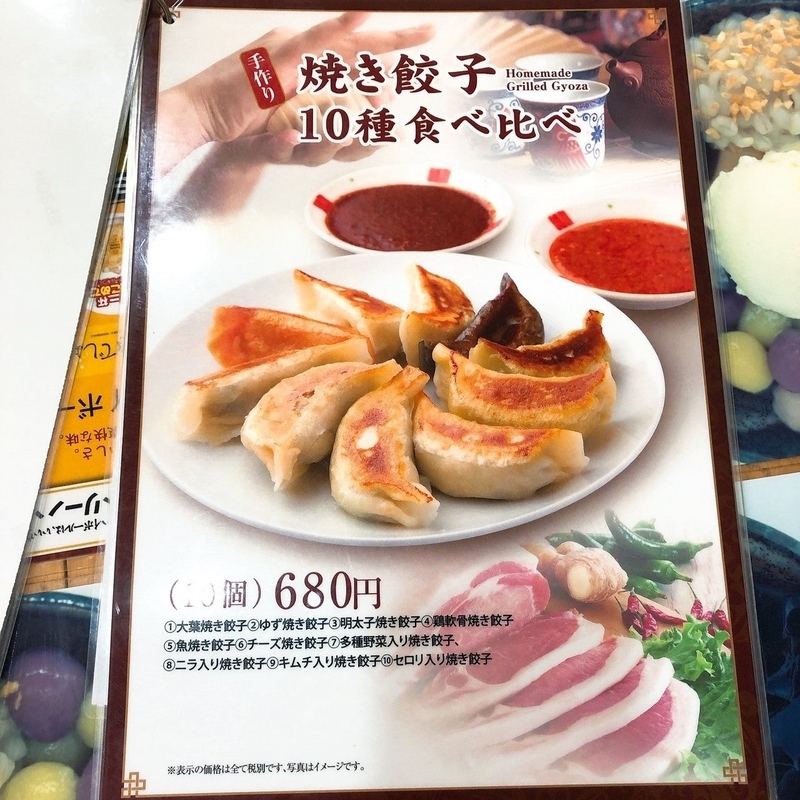 手作り
焼き餃子
Homemade
Grilled Gyoza
10種食べ比べ
(10個) 680円
①大葉焼き餃子②ゆず焼き餃子③明太子焼き餃子④鶏軟骨焼き餃子
⑤魚焼き餃子⑥チーズ焼き餃子⑦多種野菜入り焼き餃子、
⑧ニラ入り焼き餃子⑨キムチ入り焼き餃子⑩セロリ入り焼き餃子
※表示の価格は全て税別です、写真はイメージです。
快な味。